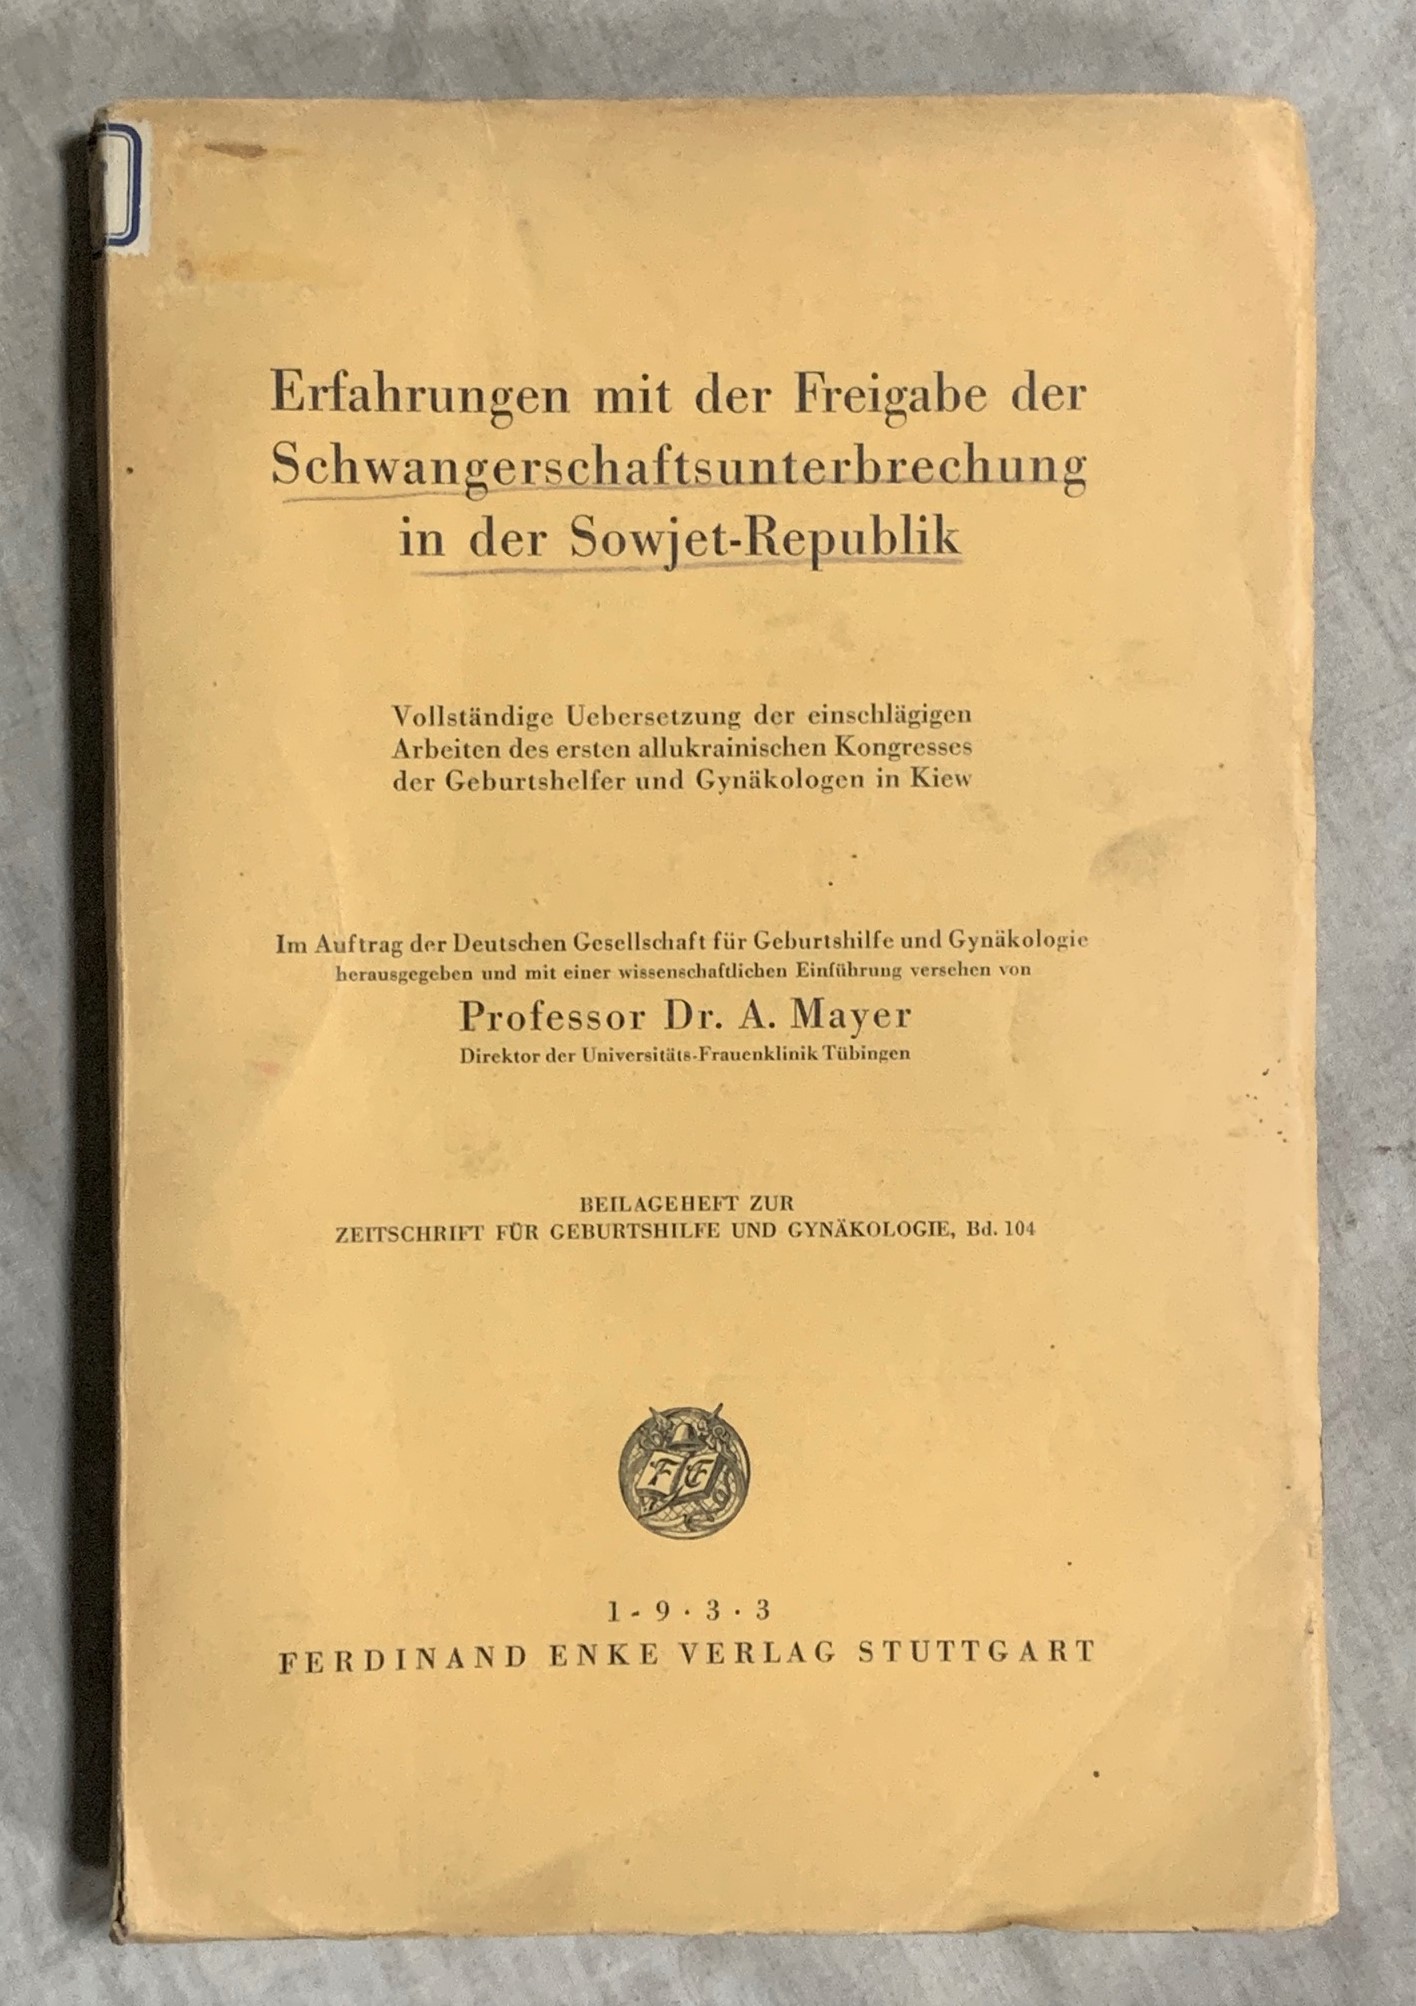 Erfahrungen mit der Freigabe der
Schwangerschaftsunterbrechung
in der Sowjet-Republik
Vollständige Uebersetzung der einschlägigen
Arbeiten des ersten allukrainischen Kongresses
der Geburtshelfer und Gynäkologen in Kiew
Im Auftrag der Deutschen Gesellschaft für Geburtshilfe und Gynäkologie
herausgegeben und mit einer wissenschaftlichen Einführung versehen von
Professor Dr. A. Mayer
Direktor der Universitäts-Frauenklinik Tübingen
BEILAGEHEFT ZUR
ZEITSCHRIFT FÜR GEBURTSHILFE UND GYNÄKOLOGIE, Bd. 104
F E
1 - 9 · 3 · 3
FERDINAND ENKE VERLAG STUTTGART